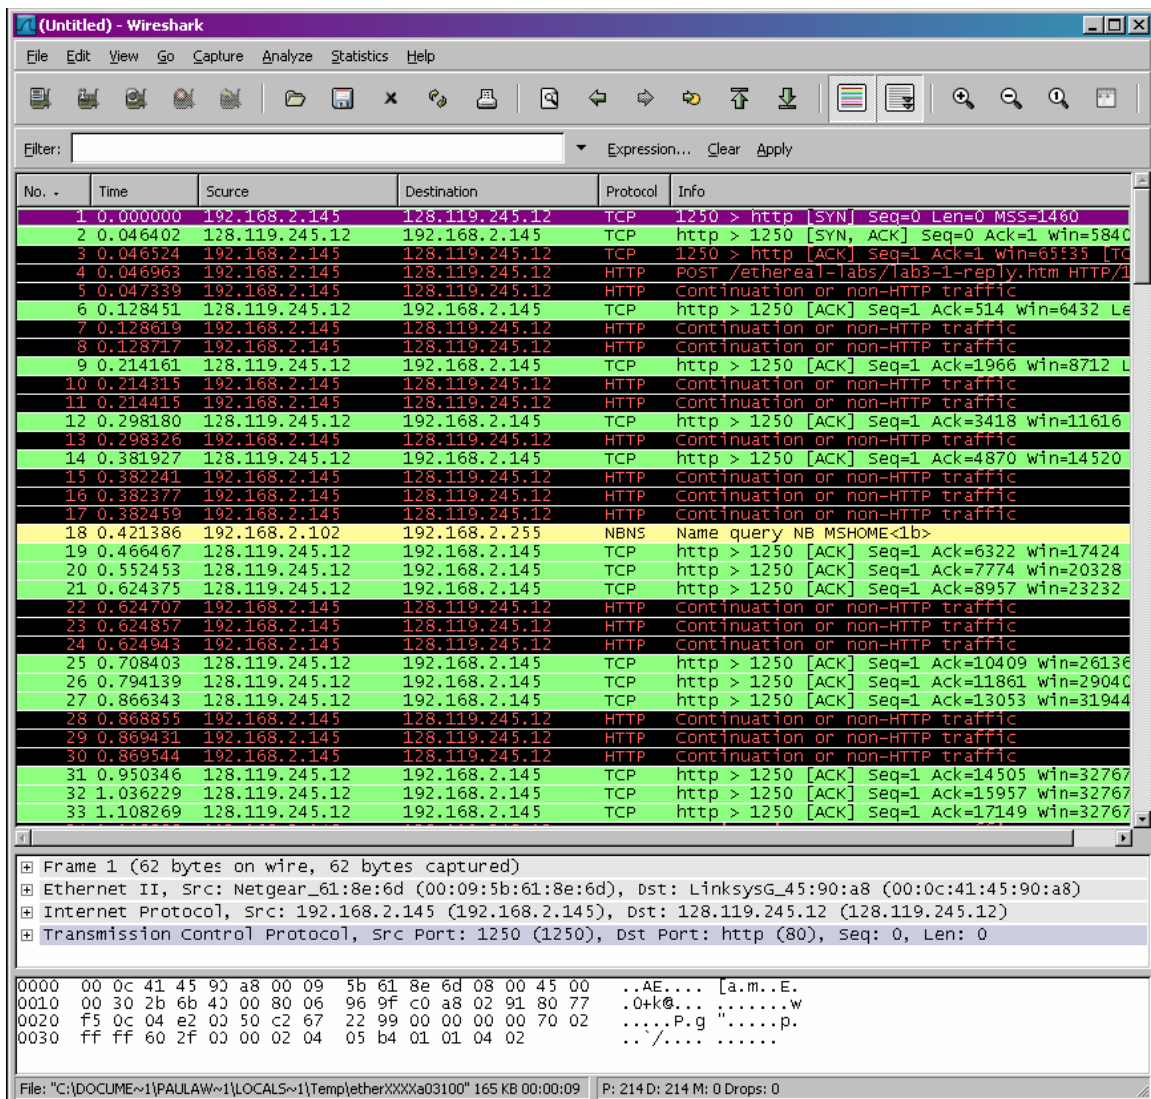 (Untitled) - Wireshark
File Edit View Go Capture Analyze Statistics Help
Filter: Expression... Clear Apply
No. Time Source Destination Protocol Info
1 0.000000 192.168.2.145 128.119.245.12 TCP 1250 > http [SYN] Seq=0 Len=0 MSS=1460
2 0.046402 128.119.245.12 192.168.2.145 TCP http > 1250 [SYN, ACK] Seq=0 Ack=1 Win=5840
3 0.046524 192.168.2.145 128.119.245.12 TCP 1250 > http [ACK] Seq=1 Ack=1 Win=65535 [TC
4 0.046963 192.168.2.145 128.119.245.12 HTTP POST /ethereal-labs/lab3-1-reply.htm HTTP/1
5 0.047339 192.168.2.145 128.119.245.12 HTTP Continuation or non-HTTP traffic
6 0.128451 128.119.245.12 192.168.2.145 TCP http > 1250 [ACK] Seq=1 Ack=514 Win=6432 Le
7 0.128619 192.168.2.145 128.119.245.12 HTTP Continuation or non-HTTP traffic
8 0.128717 192.168.2.145 128.119.245.12 HTTP Continuation or non-HTTP traffic
9 0.214161 128.119.245.12 192.168.2.145 TCP http > 1250 [ACK] Seq=1 Ack=1966 Win=8712 L
10 0.214315 192.168.2.145 128.119.245.12 HTTP Continuation or non-HTTP traffic
11 0.214415 192.168.2.145 128.119.245.12 HTTP Continuation or non-HTTP traffic
12 0.298180 128.119.245.12 192.168.2.145 TCP http > 1250 [ACK] Seq=1 Ack=3418 Win=11616
13 0.298326 192.168.2.145 128.119.245.12 HTTP Continuation or non-HTTP traffic
14 0.381927 128.119.245.12 192.168.2.145 TCP http > 1250 [ACK] Seq=1 Ack=4870 Win=14520
15 0.382241 192.168.2.145 128.119.245.12 HTTP Continuation or non-HTTP traffic
16 0.382377 192.168.2.145 128.119.245.12 HTTP Continuation or non-HTTP traffic
17 0.382459 192.168.2.145 128.119.245.12 HTTP Continuation or non-HTTP traffic
18 0.421386 192.168.2.102 192.168.2.255 NBNS Name query NB MSHOME<1b>
19 0.466467 128.119.245.12 192.168.2.145 TCP http > 1250 [ACK] Seq=1 Ack=6322 Win=17424
20 0.552453 128.119.245.12 192.168.2.145 TCP http > 1250 [ACK] Seq=1 Ack=7774 Win=20328
21 0.624375 128.119.245.12 192.168.2.145 TCP http > 1250 [ACK] Seq=1 Ack=8957 Win=23232
22 0.624707 192.168.2.145 128.119.245.12 HTTP Continuation or non-HTTP traffic
23 0.624857 192.168.2.145 128.119.245.12 HTTP Continuation or non-HTTP traffic
24 0.624943 192.168.2.145 128.119.245.12 HTTP Continuation or non-HTTP traffic
25 0.708403 128.119.245.12 192.168.2.145 TCP http > 1250 [ACK] Seq=1 Ack=10409 Win=26136
26 0.794139 128.119.245.12 192.168.2.145 TCP http > 1250 [ACK] Seq=1 Ack=11861 Win=29040
27 0.866343 128.119.245.12 192.168.2.145 TCP http > 1250 [ACK] Seq=1 Ack=13053 Win=31944
28 0.868855 192.168.2.145 128.119.245.12 HTTP Continuation or non-HTTP traffic
29 0.869431 192.168.2.145 128.119.245.12 HTTP Continuation or non-HTTP traffic
30 0.869544 192.168.2.145 128.119.245.12 HTTP Continuation or non-HTTP traffic
31 0.950346 128.119.245.12 192.168.2.145 TCP http > 1250 [ACK] Seq=1 Ack=14505 Win=32767
32 1.036229 128.119.245.12 192.168.2.145 TCP http > 1250 [ACK] Seq=1 Ack=15957 Win=32767
33 1.108269 128.119.245.12 192.168.2.145 TCP http > 1250 [ACK] Seq=1 Ack=17149 Win=32767
Frame 1 (62 bytes on wire, 62 bytes captured)
Ethernet II, Src: Netgear_61:8e:6d (00:09:5b:61:8e:6d), Dst: LinksysG_45:90:a8 (00:0c:41:45:90:a8)
Internet Protocol, Src: 192.168.2.145 (192.168.2.145), Dst: 128.119.245.12 (128.119.245.12)
Transmission Control Protocol, Src Port: 1250 (1250), Dst Port: http (80), Seq: 0, Len: 0
0000 00 0c 41 45 90 a8 00 09 5b 61 8e 6d 08 00 45 00 ..AE.... [a.m..E.
0010 00 30 2b 6b 40 00 80 06 96 9f c0 a8 02 91 80 77 .0+k@... .......w
0020 f5 0c 04 e2 00 50 c2 67 22 99 00 00 00 00 70 02 .....P.g ".....p.
0030 ff ff 60 2f 00 00 02 04 05 b4 01 01 04 02 ..`/.... ......
File: "C:\DOCUME~1\PAULAW~1\LOCALS~1\Temp\etherXXXXa03100" 165 KB 00:00:09 P: 214 D: 214 M: 0 Drops: 0